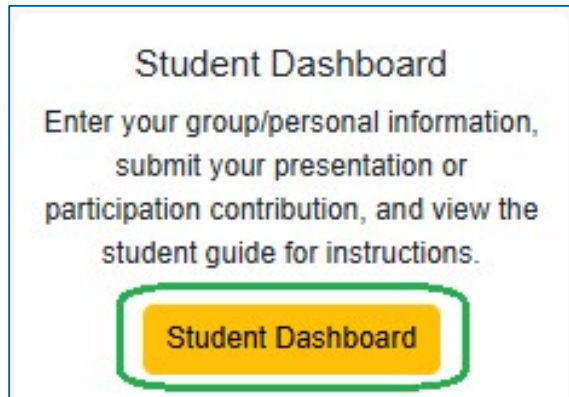 Student Dashboard
Enter your group/personal information,
submit your presentation or
participation contribution, and view the
student guide for instructions.
Student Dashboard